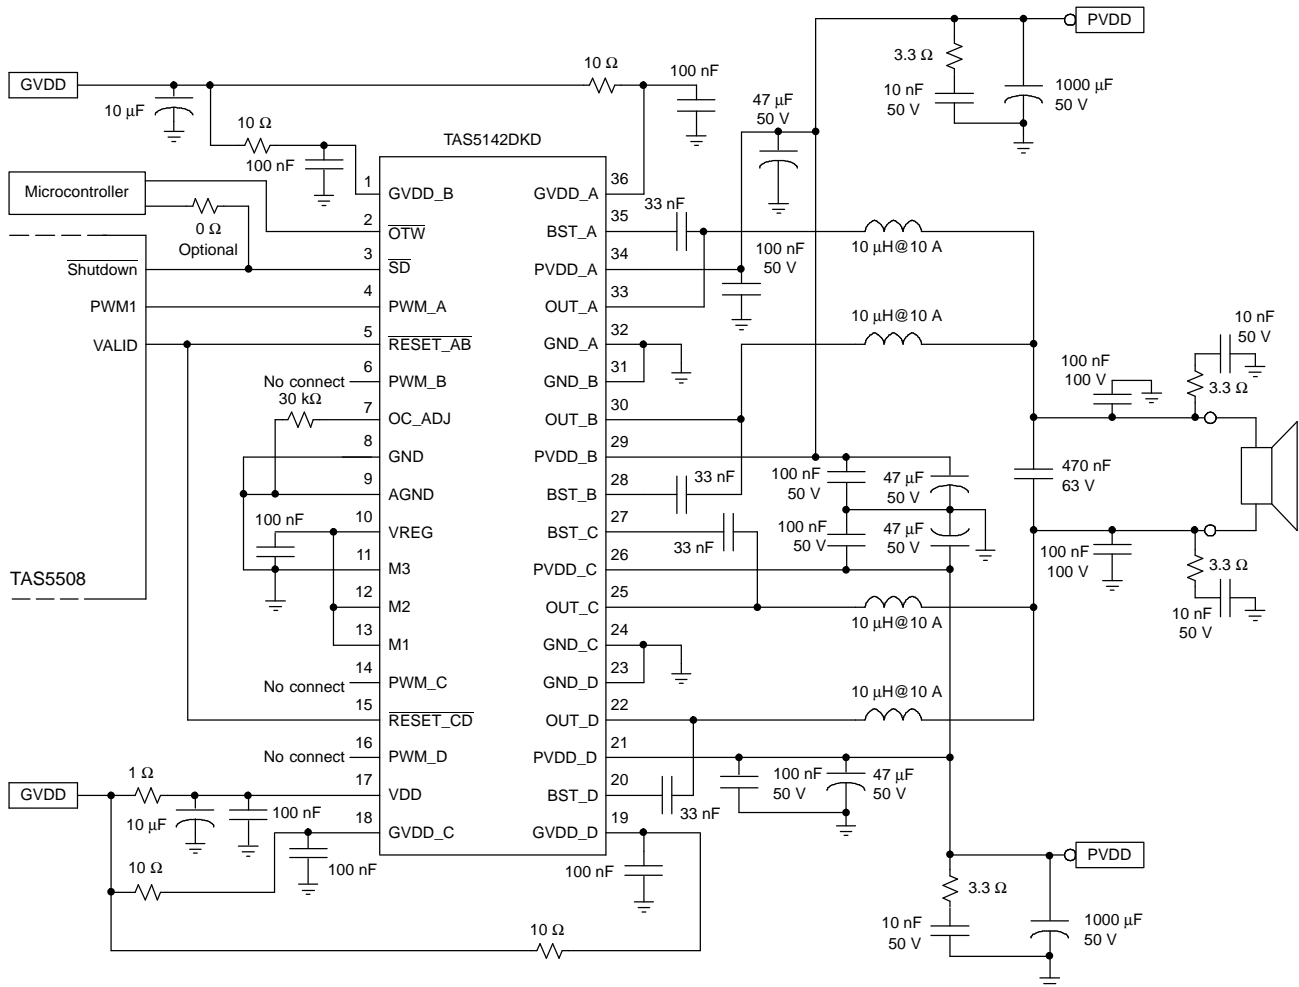 PVDD
3.3 Ω
10 nF
50 V
1000 µF
50 V
GVDD
10 µF
10 Ω
100 nF
10 Ω
100 nF
47 µF
50 V
TAS5142DKD
Microcontroller
0 Ω
Optional
Shutdown
PWM1
VALID
TAS5508
1 GVDD_B
2 OTW
3 SD
4 PWM_A
5 RESET_AB
No connect 6 PWM_B
30 kΩ 7 OC_ADJ
8 GND
9 AGND
100 nF 10 VREG
11 M3
12 M2
13 M1
No connect 14 PWM_C
15 RESET_CD
No connect 16 PWM_D
17 VDD
18 GVDD_C
GVDD_A 36
BST_A 35
PVDD_A 34
OUT_A 33
GND_A 32
GND_B 31
OUT_B 30
PVDD_B 29
BST_B 28
BST_C 27
PVDD_C 26
OUT_C 25
GND_C 24
GND_D 23
OUT_D 22
PVDD_D 21
BST_D 20
GVDD_D 19
33 nF
100 nF
50 V
10 µH@10 A
10 µH@10 A
33 nF
100 nF
50 V
47 µF
50 V
33 nF
100 nF
50 V
47 µF
50 V
10 µH@10 A
10 µH@10 A
100 nF
50 V
47 µF
50 V
33 nF
100 nF
100 nF
100 V
10 nF
50 V
3.3 Ω
470 nF
63 V
100 nF
100 V
3.3 Ω
10 nF
50 V
GVDD
1 Ω
10 µF
100 nF
10 Ω
100 nF
10 Ω
PVDD
3.3 Ω
10 nF
50 V
1000 µF
50 V